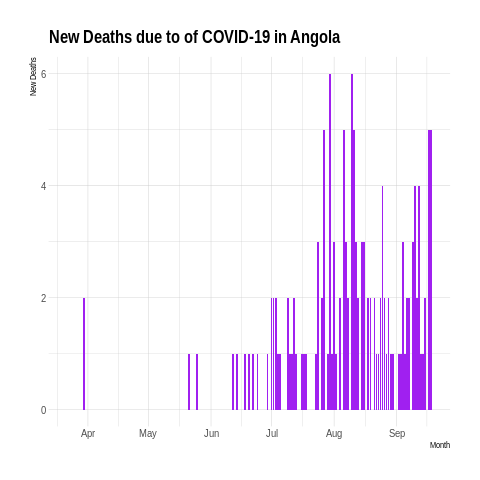 New Deaths due to of COVID-19 in Angola
New Deaths
6
4
2
0
Apr May Jun Jul Aug Sep
Month